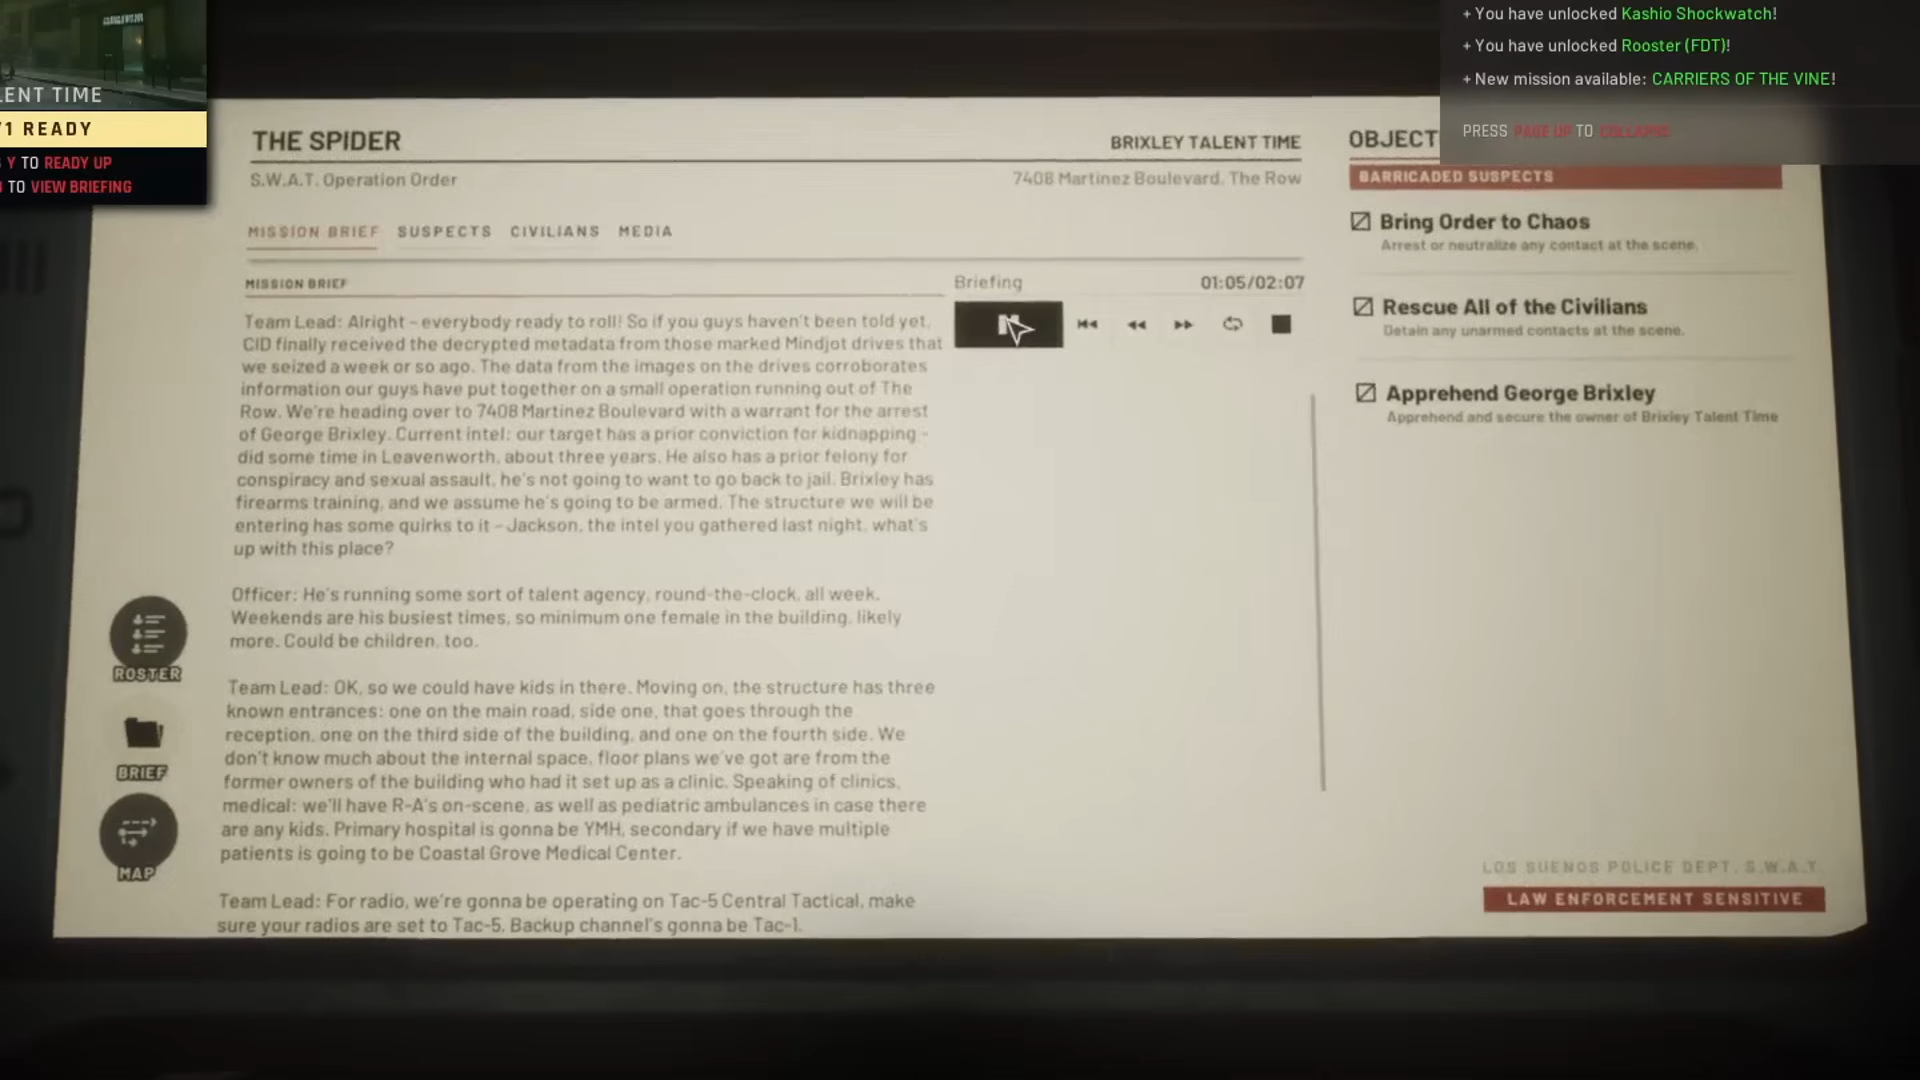 LENT TIME
1 READY
Y TO READY UP
TO VIEW BRIEFING
+ You have unlocked Kashio Shockwatch!
+ You have unlocked Rooster (FDT)!
+ New mission available: CARRIERS OF THE VINE!
PRESS PAGE UP TO COLLAPSE
THE SPIDER
BRIXLEY TALENT TIME
S.W.A.T. Operation Order
7408 Martinez Boulevard, The Row
MISSION BRIEF SUSPECTS CIVILIANS MEDIA
MISSION BRIEF
Briefing 01:05/02:07
Team Lead: Alright - everybody ready to roll! So if you guys haven't been told yet,
CID finally received the decrypted metadata from those marked Mindjot drives that
we seized a week or so ago. The data from the images on the drives corroborates
information our guys have put together on a small operation running out of The
Row. We're heading over to 7408 Martinez Boulevard with a warrant for the arrest
of George Brixley. Current intel: our target has a prior conviction for kidnapping -
did some time in Leavenworth, about three years. He also has a prior felony for
conspiracy and sexual assault, he's not going to want to go back to jail. Brixley has
firearms training, and we assume he's going to be armed. The structure we will be
entering has some quirks to it - Jackson, the intel you gathered last night, what's
up with this place?
Officer: He's running some sort of talent agency, round-the-clock, all week.
Weekends are his busiest times, so minimum one female in the building, likely
more. Could be children, too.
Team Lead: OK, so we could have kids in there. Moving on, the structure has three
known entrances: one on the main road, side one, that goes through the
reception, one on the third side of the building, and one on the fourth side. We
don't know much about the internal space, floor plans we've got are from the
former owners of the building who had it set up as a clinic. Speaking of clinics,
medical: we'll have R-A's on-scene, as well as pediatric ambulances in case there
are any kids. Primary hospital is gonna be YMH, secondary if we have multiple
patients is going to be Coastal Grove Medical Center.
Team Lead: For radio, we're gonna be operating on Tac-5 Central Tactical, make
sure your radios are set to Tac-5. Backup channel's gonna be Tac-1.
OBJECT
BARRICADED SUSPECTS
Bring Order to Chaos
Arrest or neutralize any contact at the scene.
Rescue All of the Civilians
Detain any unarmed contacts at the scene.
Apprehend George Brixley
Apprehend and secure the owner of Brixley Talent Time
ROSTER
BRIEF
MAP
LOS SUENOS POLICE DEPT. S.W.A.T.
LAW ENFORCEMENT SENSITIVE